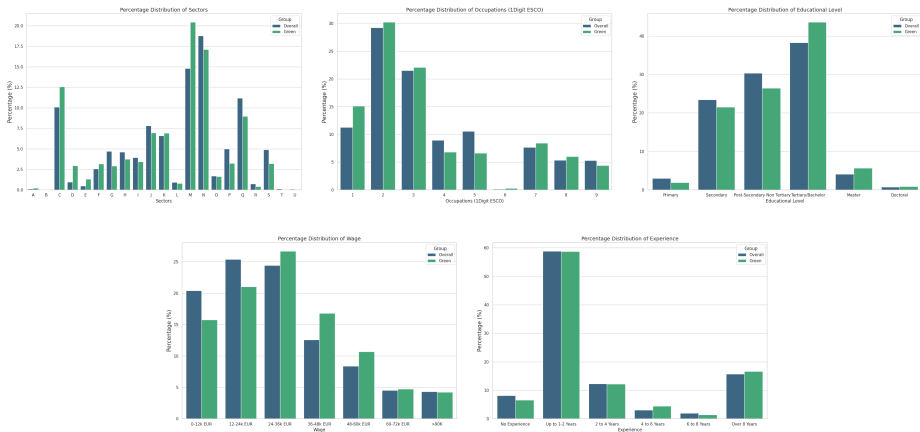 Percentage Distribution of Sectors
Group
Overall
Green
Percentage (%)
20.0
17.5
15.0
12.5
10.0
7.5
5.0
2.5
0.0
A B C D E F G H I J K L M N O P Q R S T U
Sectors
Percentage Distribution of Occupations (1Digit ESCO)
Group
Overall
Green
Percentage (%)
30
25
20
15
10
5
0
1 2 3 4 5 6 7 8 9
Occupations (1Digit ESCO)
Percentage Distribution of Educational Level
Group
Overall
Green
Percentage (%)
40
30
20
10
0
Primary Secondary Post-Secondary Non Tertiary Tertiary/Bachelor Master Doctoral
Educational Level
Percentage Distribution of Wage
Group
Overall
Green
Percentage (%)
25
20
15
10
5
0
0-12k EUR 12-24k EUR 24-36k EUR 36-48k EUR 48-60k EUR 60-72k EUR >90K
Wage
Percentage Distribution of Experience
Group
Overall
Green
Percentage (%)
60
50
40
30
20
10
0
No Experience Up to 1-2 Years 2 to 4 Years 4 to 6 Years 6 to 8 Years Over 8 Years
Experience